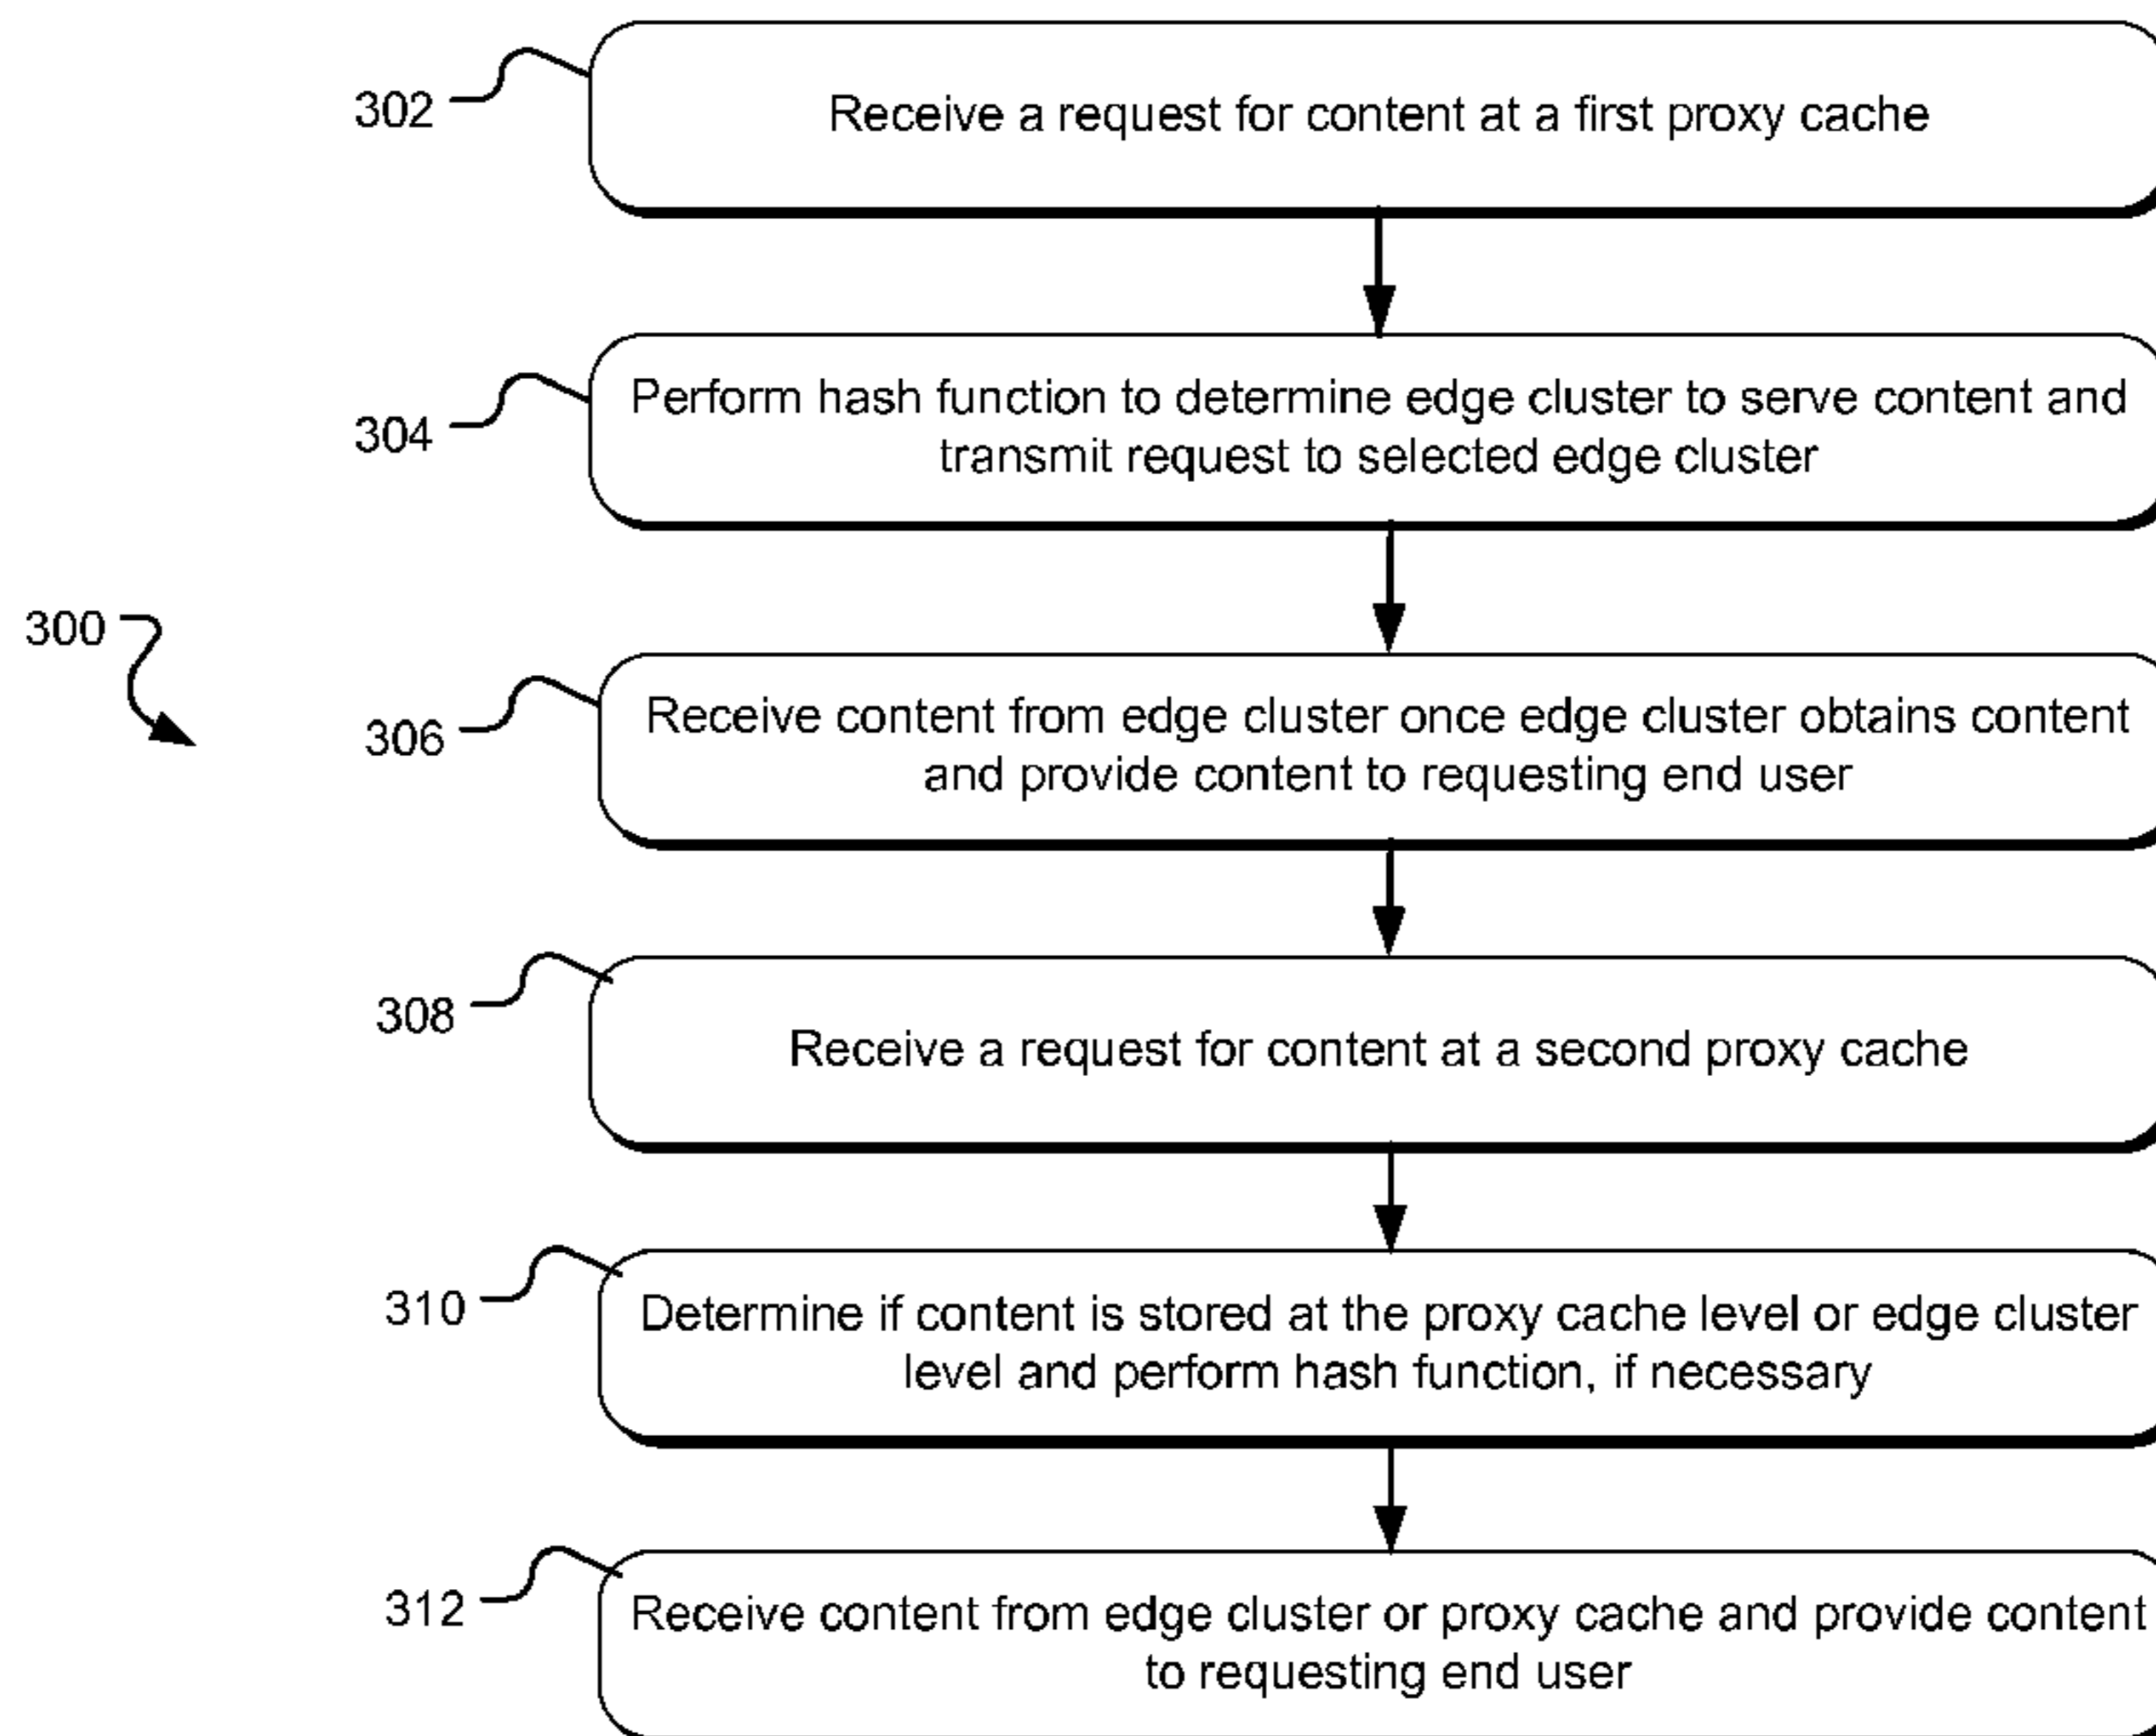 302
Receive a request for content at a first proxy cache
304
Perform hash function to determine edge cluster to serve content and
transmit request to selected edge cluster
300
306
Receive content from edge cluster once edge cluster obtains content
and provide content to requesting end user
308
Receive a request for content at a second proxy cache
310
Determine if content is stored at the proxy cache level or edge cluster
level and perform hash function, if necessary
312
Receive content from edge cluster or proxy cache and provide content
to requesting end user